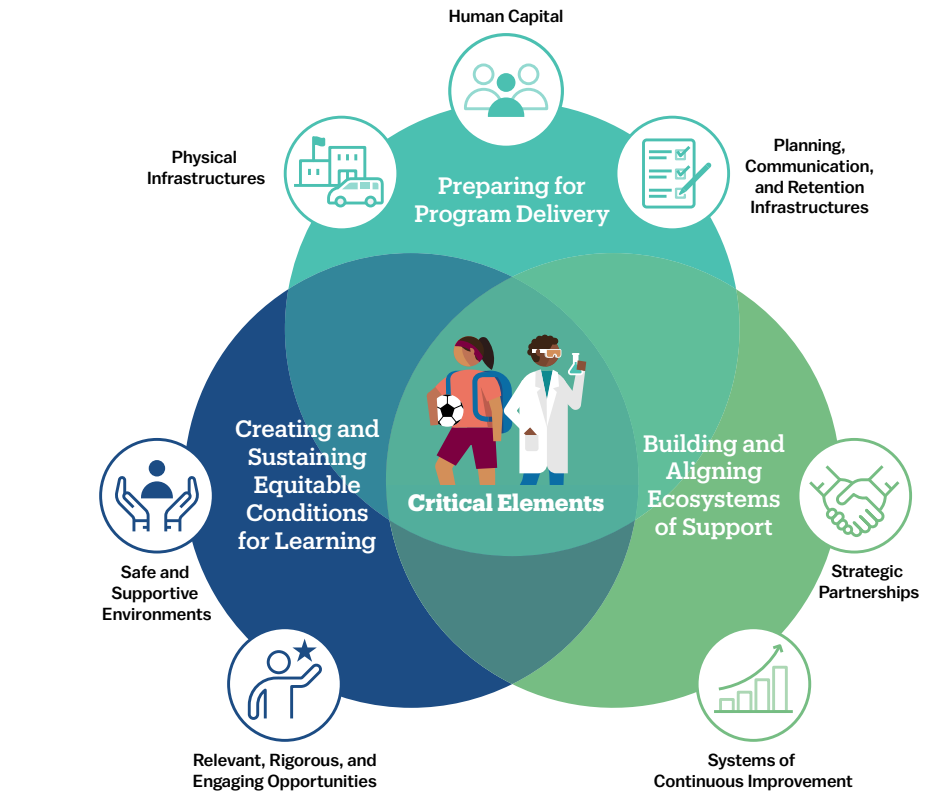 Human Capital
Physical
Infrastructures
Planning,
Communication,
and Retention
Infrastructures
Preparing for
Program Delivery
Creating and
Sustaining
Equitable
Conditions
for Learning
Critical Elements
Building and
Aligning
Ecosystems
of Support
Safe and
Supportive
Environments
Strategic
Partnerships
Relevant, Rigorous, and
Engaging Opportunities
Systems of
Continuous Improvement